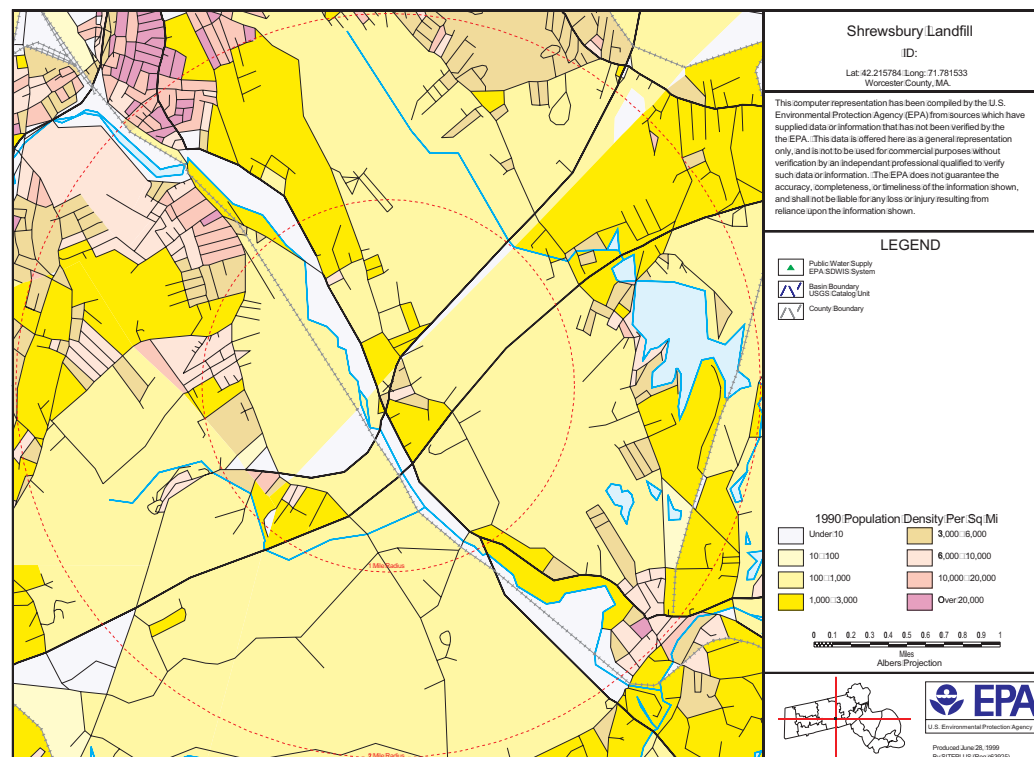 Shrewsbury Landfill
ID:
Lat: 42.215784 Long: 71.781533
Worcester County, MA.
This computer representation has been compiled by the U.S.
Environmental Protection Agency (EPA) from sources which have
supplied data or information that has not been verified by the
the EPA. This data is offered here as a general representation
only, and is not to be used for commercial purposes without
verification by an independant professional qualified to verify
such data or information. The EPA does not guarantee the
accuracy, completeness, or timeliness of the information shown,
and shall not be liable for any loss or injury resulting from
reliance upon the information shown.
LEGEND
Public Water Supply
EPA SDWIS System
Basin Boundary
USGS Catalog Unit
County Boundary
1990 Population Density Per Sq Mi
Under 10
10 100
100 1,000
1,000 3,000
3,000 6,000
6,000 10,000
10,000 20,000
Over 20,000
0 0.1 0.2 0.3 0.4 0.5 0.6 0.7 0.8 0.9 1
Miles
Albers Projection
EPA
U.S. Environmental Protection Agency
Produced June 28, 1999
1 Mile Radius
2 Mile Radius